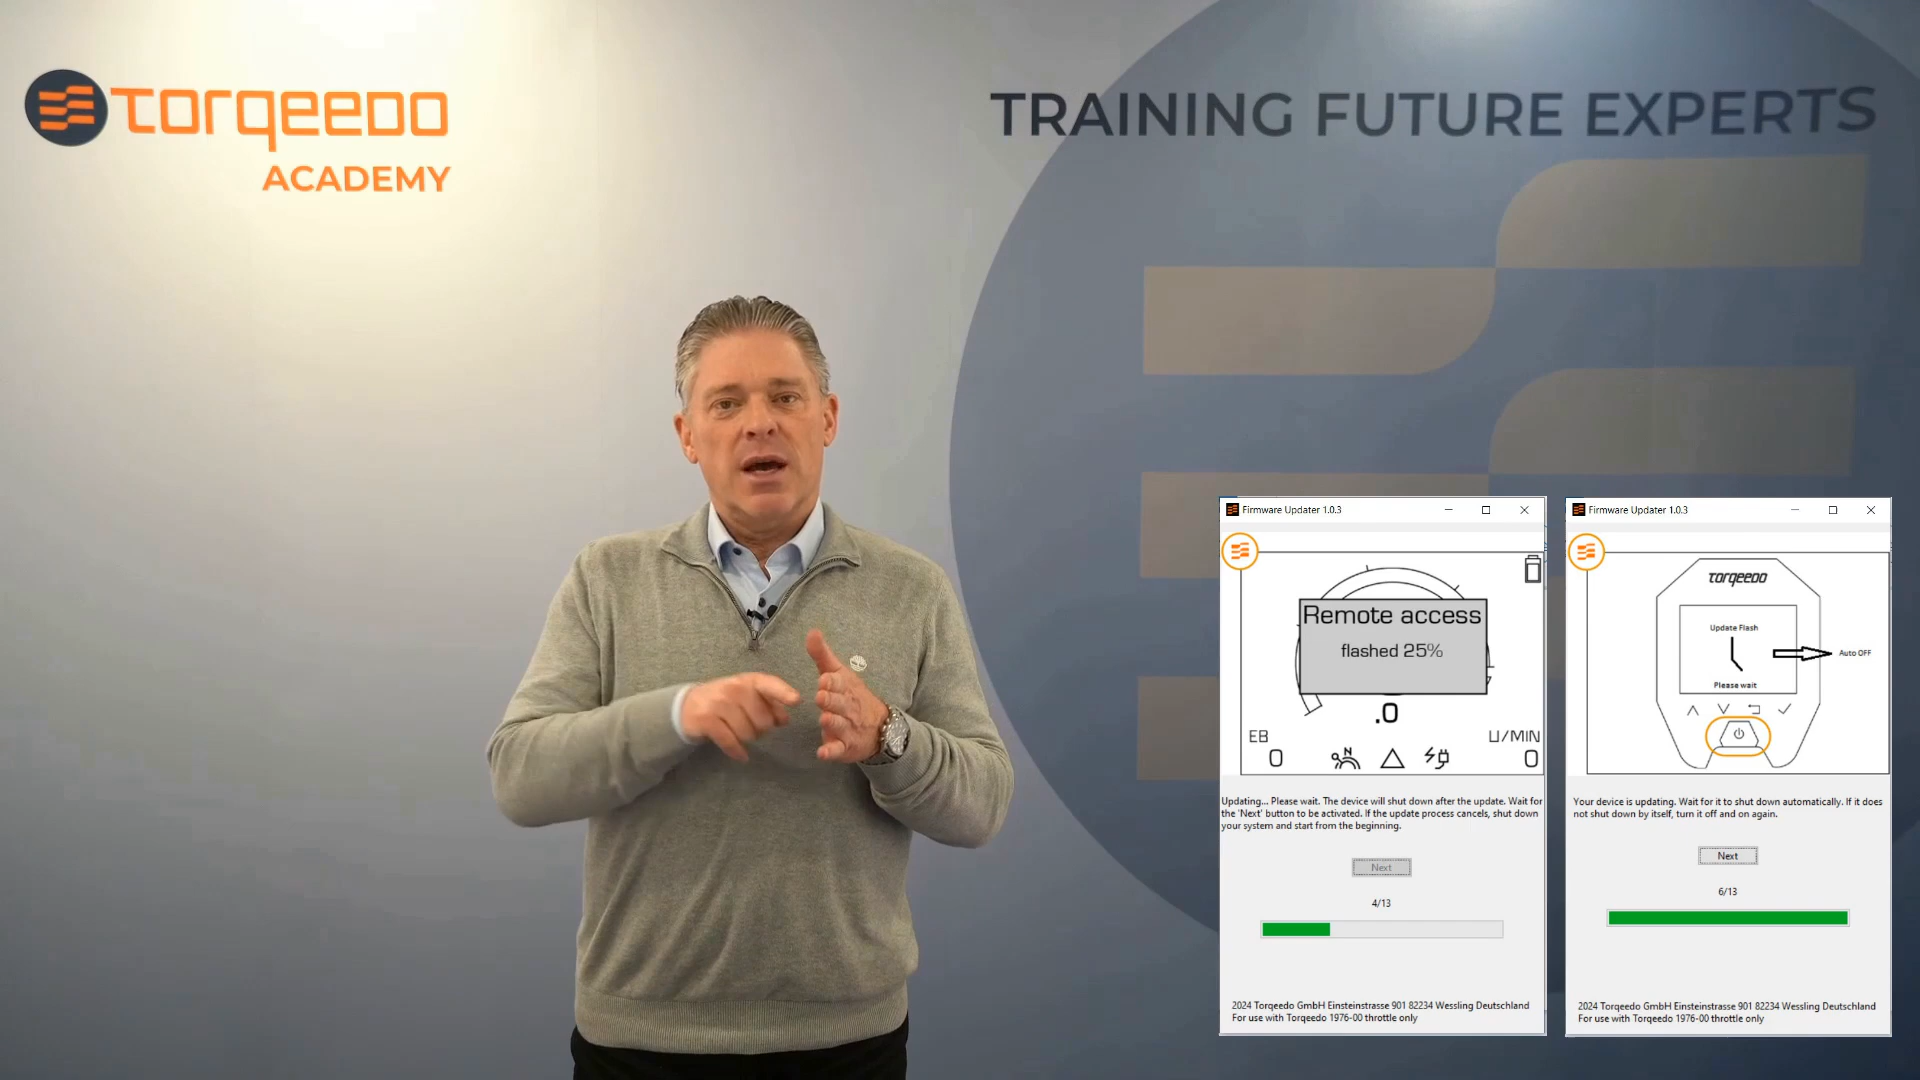 TORQEEDO
ACADEMY
TRAINING FUTURE EXPERTS
Firmware Updater 1.0.3
Remote access
flashed 25%
.0
EB
0
N
U/MIN
0
Updating... Please wait. The device will shut down after the update. Wait for
the 'Next' button to be activated. If the update process cancels, shut down
your system and start from the beginning.
Next
4/13
2024 Torqeedo GmbH Einsteinstrasse 901 82234 Wessling Deutschland
For use with Torqeedo 1976-00 throttle only
Firmware Updater 1.0.3
TORQEEDO
Update Flash
Auto OFF
Please wait
Your device is updating. Wait for it to shut down automatically. If it does
not shut down by itself, turn it off and on again.
Next
6/13
2024 Torqeedo GmbH Einsteinstrasse 901 82234 Wessling Deutschland
For use with Torqeedo 1976-00 throttle only